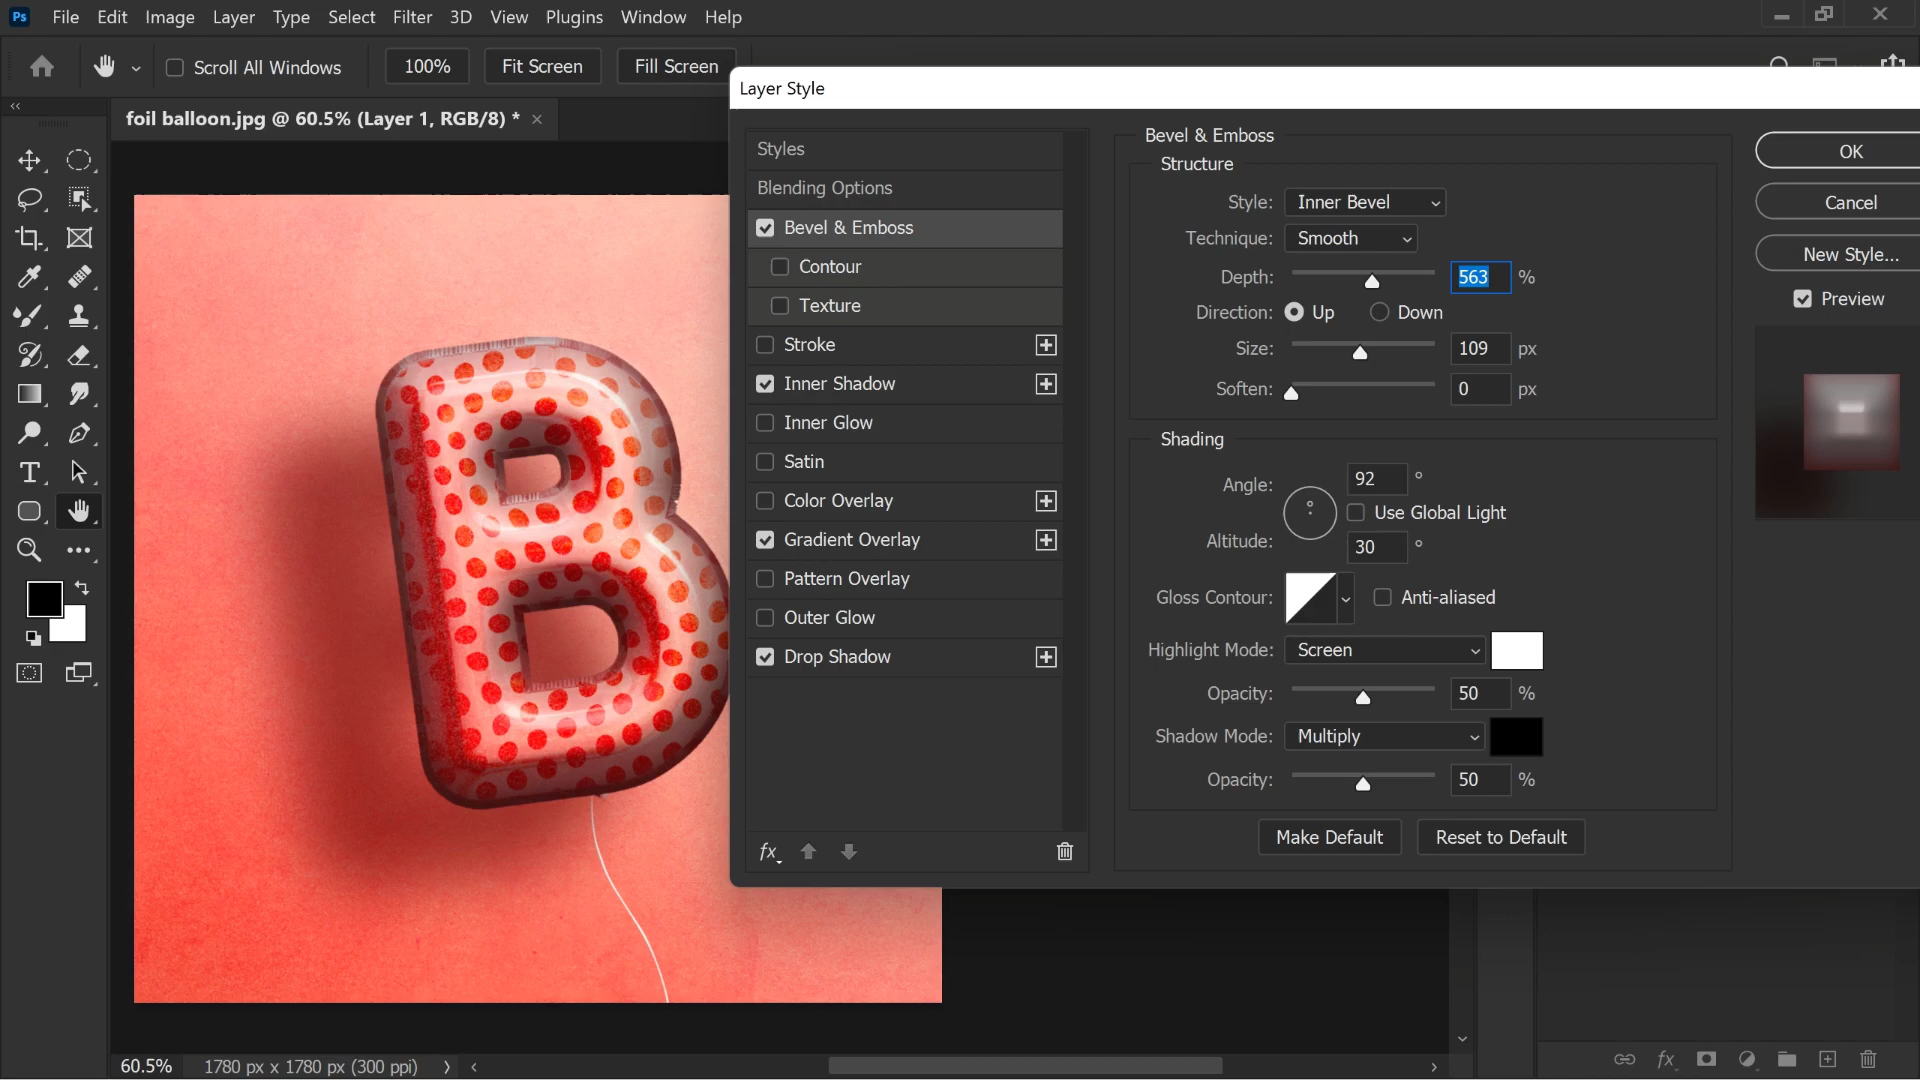 Ps File Edit Image Layer Type Select Filter 3D View Plugins Window Help
Scroll All Windows 100% Fit Screen Fill Screen
foil balloon.jpg @ 60.5% (Layer 1, RGB/8) *
Layer Style
Styles
Blending Options
Bevel & Emboss
Contour
Texture
Stroke
Inner Shadow
Inner Glow
Satin
Color Overlay
Gradient Overlay
Pattern Overlay
Outer Glow
Drop Shadow
fx
Bevel & Emboss
Structure
Style: Inner Bevel
Technique: Smooth
Depth: 563 %
Direction: Up Down
Size: 109 px
Soften: 0 px
Shading
Angle: 92 °
Use Global Light
Altitude: 30 °
Gloss Contour: Anti-aliased
Highlight Mode: Screen
Opacity: 50 %
Shadow Mode: Multiply
Opacity: 50 %
Make Default Reset to Default
OK
Cancel
New Style...
Preview
B
60.5% 1780 px x 1780 px (300 ppi)
fx